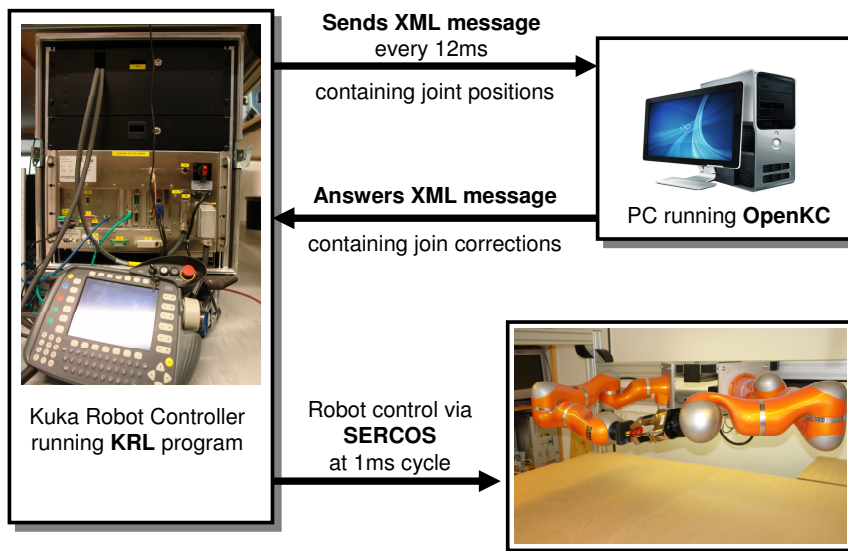 Sends XML message
every 12ms
containing joint positions
Answers XML message
containing join corrections
PC running OpenKC
Kuka Robot Controller
running KRL program
Robot control via
SERCOS
at 1ms cycle